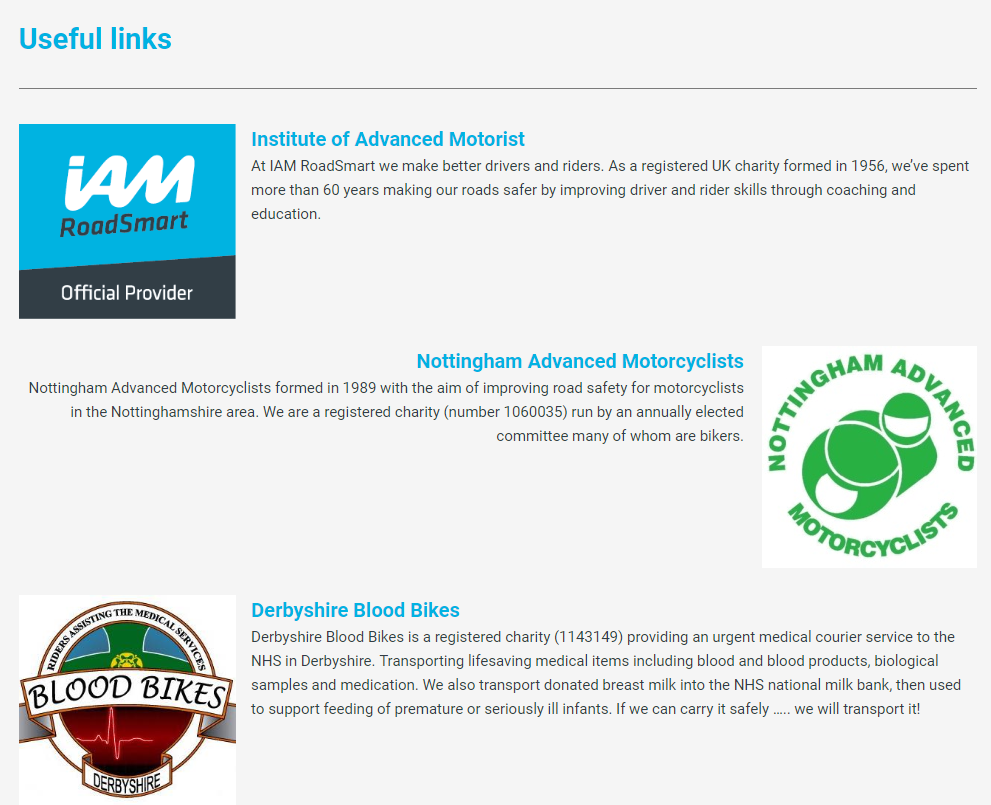 Useful links
iAM
RoadSmart
Official Provider
Institute of Advanced Motorist
At IAM RoadSmart we make better drivers and riders. As a registered UK charity formed in 1956, we’ve spent
more than 60 years making our roads safer by improving driver and rider skills through coaching and
education.
Nottingham Advanced Motorcyclists
Nottingham Advanced Motorcyclists formed in 1989 with the aim of improving road safety for motorcyclists
in the Nottinghamshire area. We are a registered charity (number 1060035) run by an annually elected
committee many of whom are bikers.
NOTTINGHAM ADVANCED
MOTORCYCLISTS
RIDERS ASSISTING THE MEDICAL SERVICES
BLOOD BIKES
DERBYSHIRE
Derbyshire Blood Bikes
Derbyshire Blood Bikes is a registered charity (1143149) providing an urgent medical courier service to the
NHS in Derbyshire. Transporting lifesaving medical items including blood and blood products, biological
samples and medication. We also transport donated breast milk into the NHS national milk bank, then used
to support feeding of premature or seriously ill infants. If we can carry it safely ….. we will transport it!